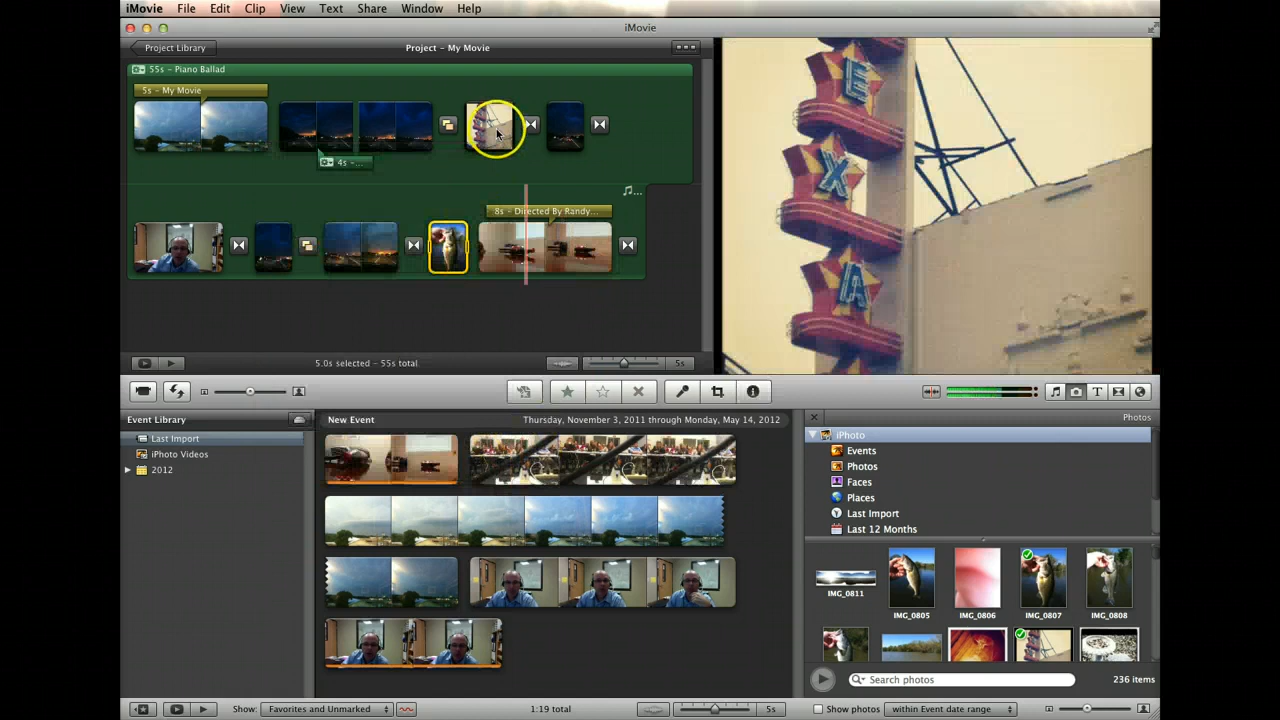 iMovie File Edit Clip View Text Share Window Help
iMovie
Project Library
Project – My Movie
55s – Piano Ballad
5s – My Movie
4s –...
8s – Directed By Randy...
E
X
A
5.0s selected – 55s total
5s
Event Library
Last Import
iPhoto Videos
2012
New Event
Thursday, November 3, 2011 through Monday, May 14, 2012
Photos
iPhoto
Events
Photos
Faces
Places
Last Import
Last 12 Months
IMG_0811
IMG_0805
IMG_0806
IMG_0807
IMG_0808
Search photos
236 items
Show: Favorites and Unmarked
1:19 total
5s
Show photos
within Event date range